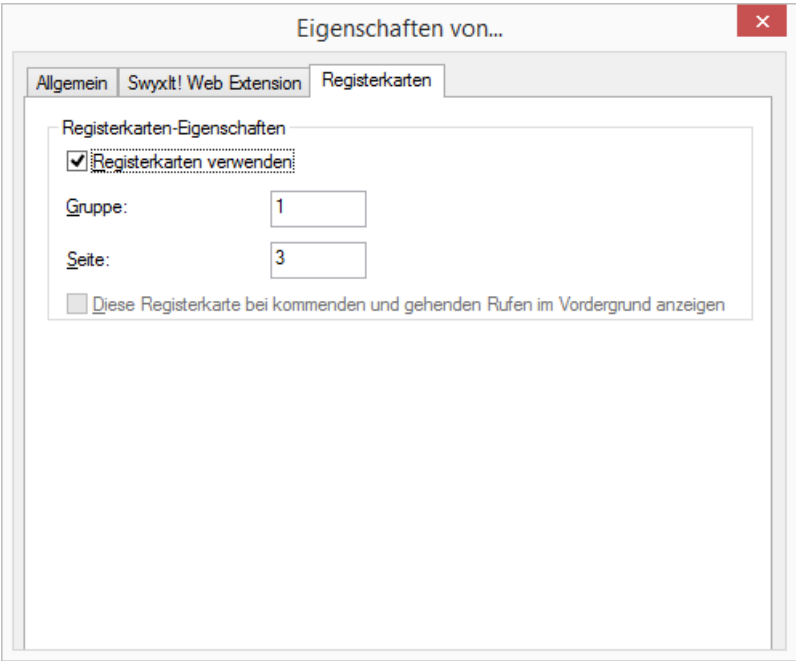 Eigenschaften von...
Allgemein SwyxIt! Web Extension Registerkarten
Registerkarten-Eigenschaften
Registerkarten verwenden
Gruppe: 1
Seite: 3
Diese Registerkarte bei kommenden und gehenden Rufen im Vordergrund anzeigen